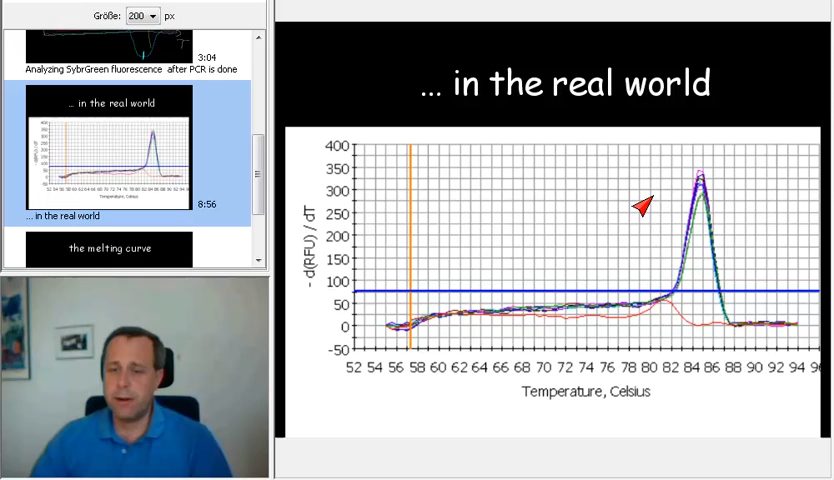 Größe: 200 px
3:04
Analyzing SybrGreen fluorescence after PCR is done
... in the real world
8:56
... in the real world
the melting curve
... in the real world
400
350
300
250
200
150
100
50
0
-50
- d(RFU) / dT
52 54 56 58 60 62 64 66 68 70 72 74 76 78 80 82 84 86 88 90 92 94 96
Temperature, Celsius